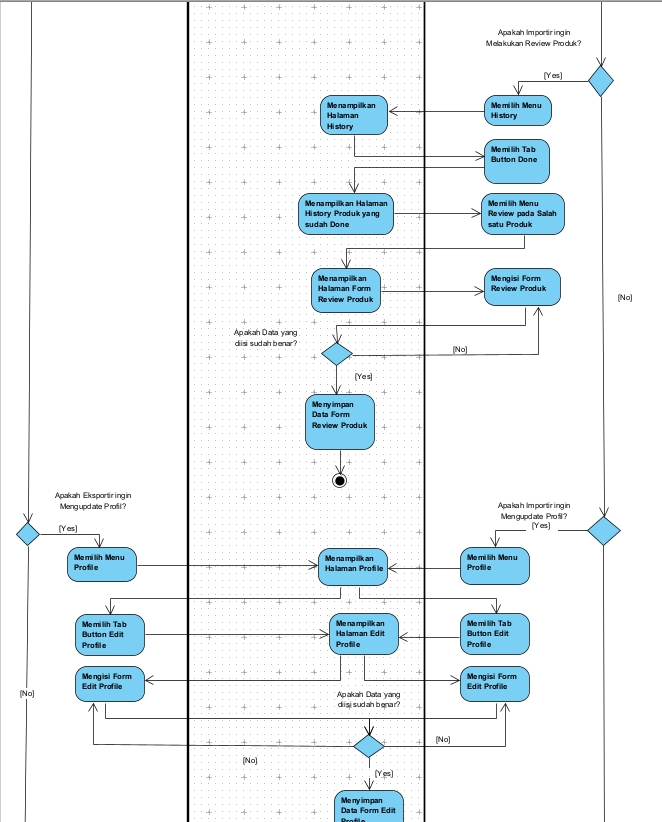 Apakah Importir ingin
Melakukan Review Produk?
[Yes]
Menampilkan
Halaman
History
Memilih Menu
History
Memilih Tab
Button Done
Menampilkan Halaman
History Produk yang
sudah Done
Memilih Menu
Review pada Salah
satu Produk
Menampilkan
Halaman Form
Review Produk
Mengisi Form
Review Produk
[No]
Apakah Data yang
diisi sudah benar?
[No]
[Yes]
Menyimpan
Data Form
Review Produk
Apakah Eksportir ingin
Mengupdate Profil?
[Yes]
Apakah Importir ingin
Mengupdate Profil?
[Yes]
Memilih Menu
Profile
Menampilkan
Halaman Profile
Memilih Menu
Profile
Memilih Tab
Button Edit
Profile
Menampilkan
Halaman Edit
Profile
Memilih Tab
Button Edit
Profile
Mengisi Form
Edit Profile
Mengisi Form
Edit Profile
[No]
Apakah Data yang
diisi sudah benar?
[No]
[No]
[Yes]
Menyimpan
Data Form Edit
Profile